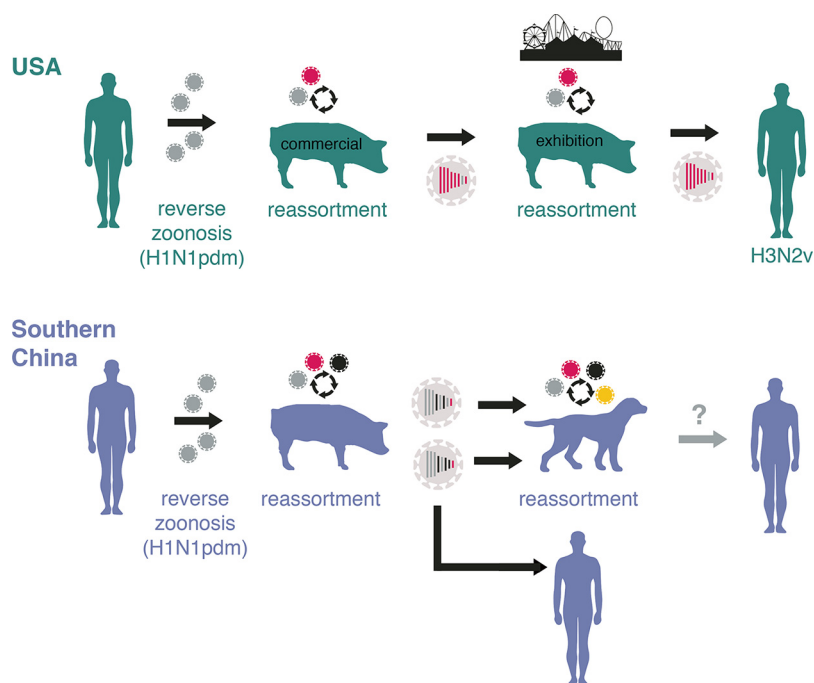 USA
commercial
exhibition
reverse
zoonosis
(H1N1pdm)
reassortment
reassortment
H3N2v
Southern
China
?
reverse
zoonosis
(H1N1pdm)
reassortment
reassortment